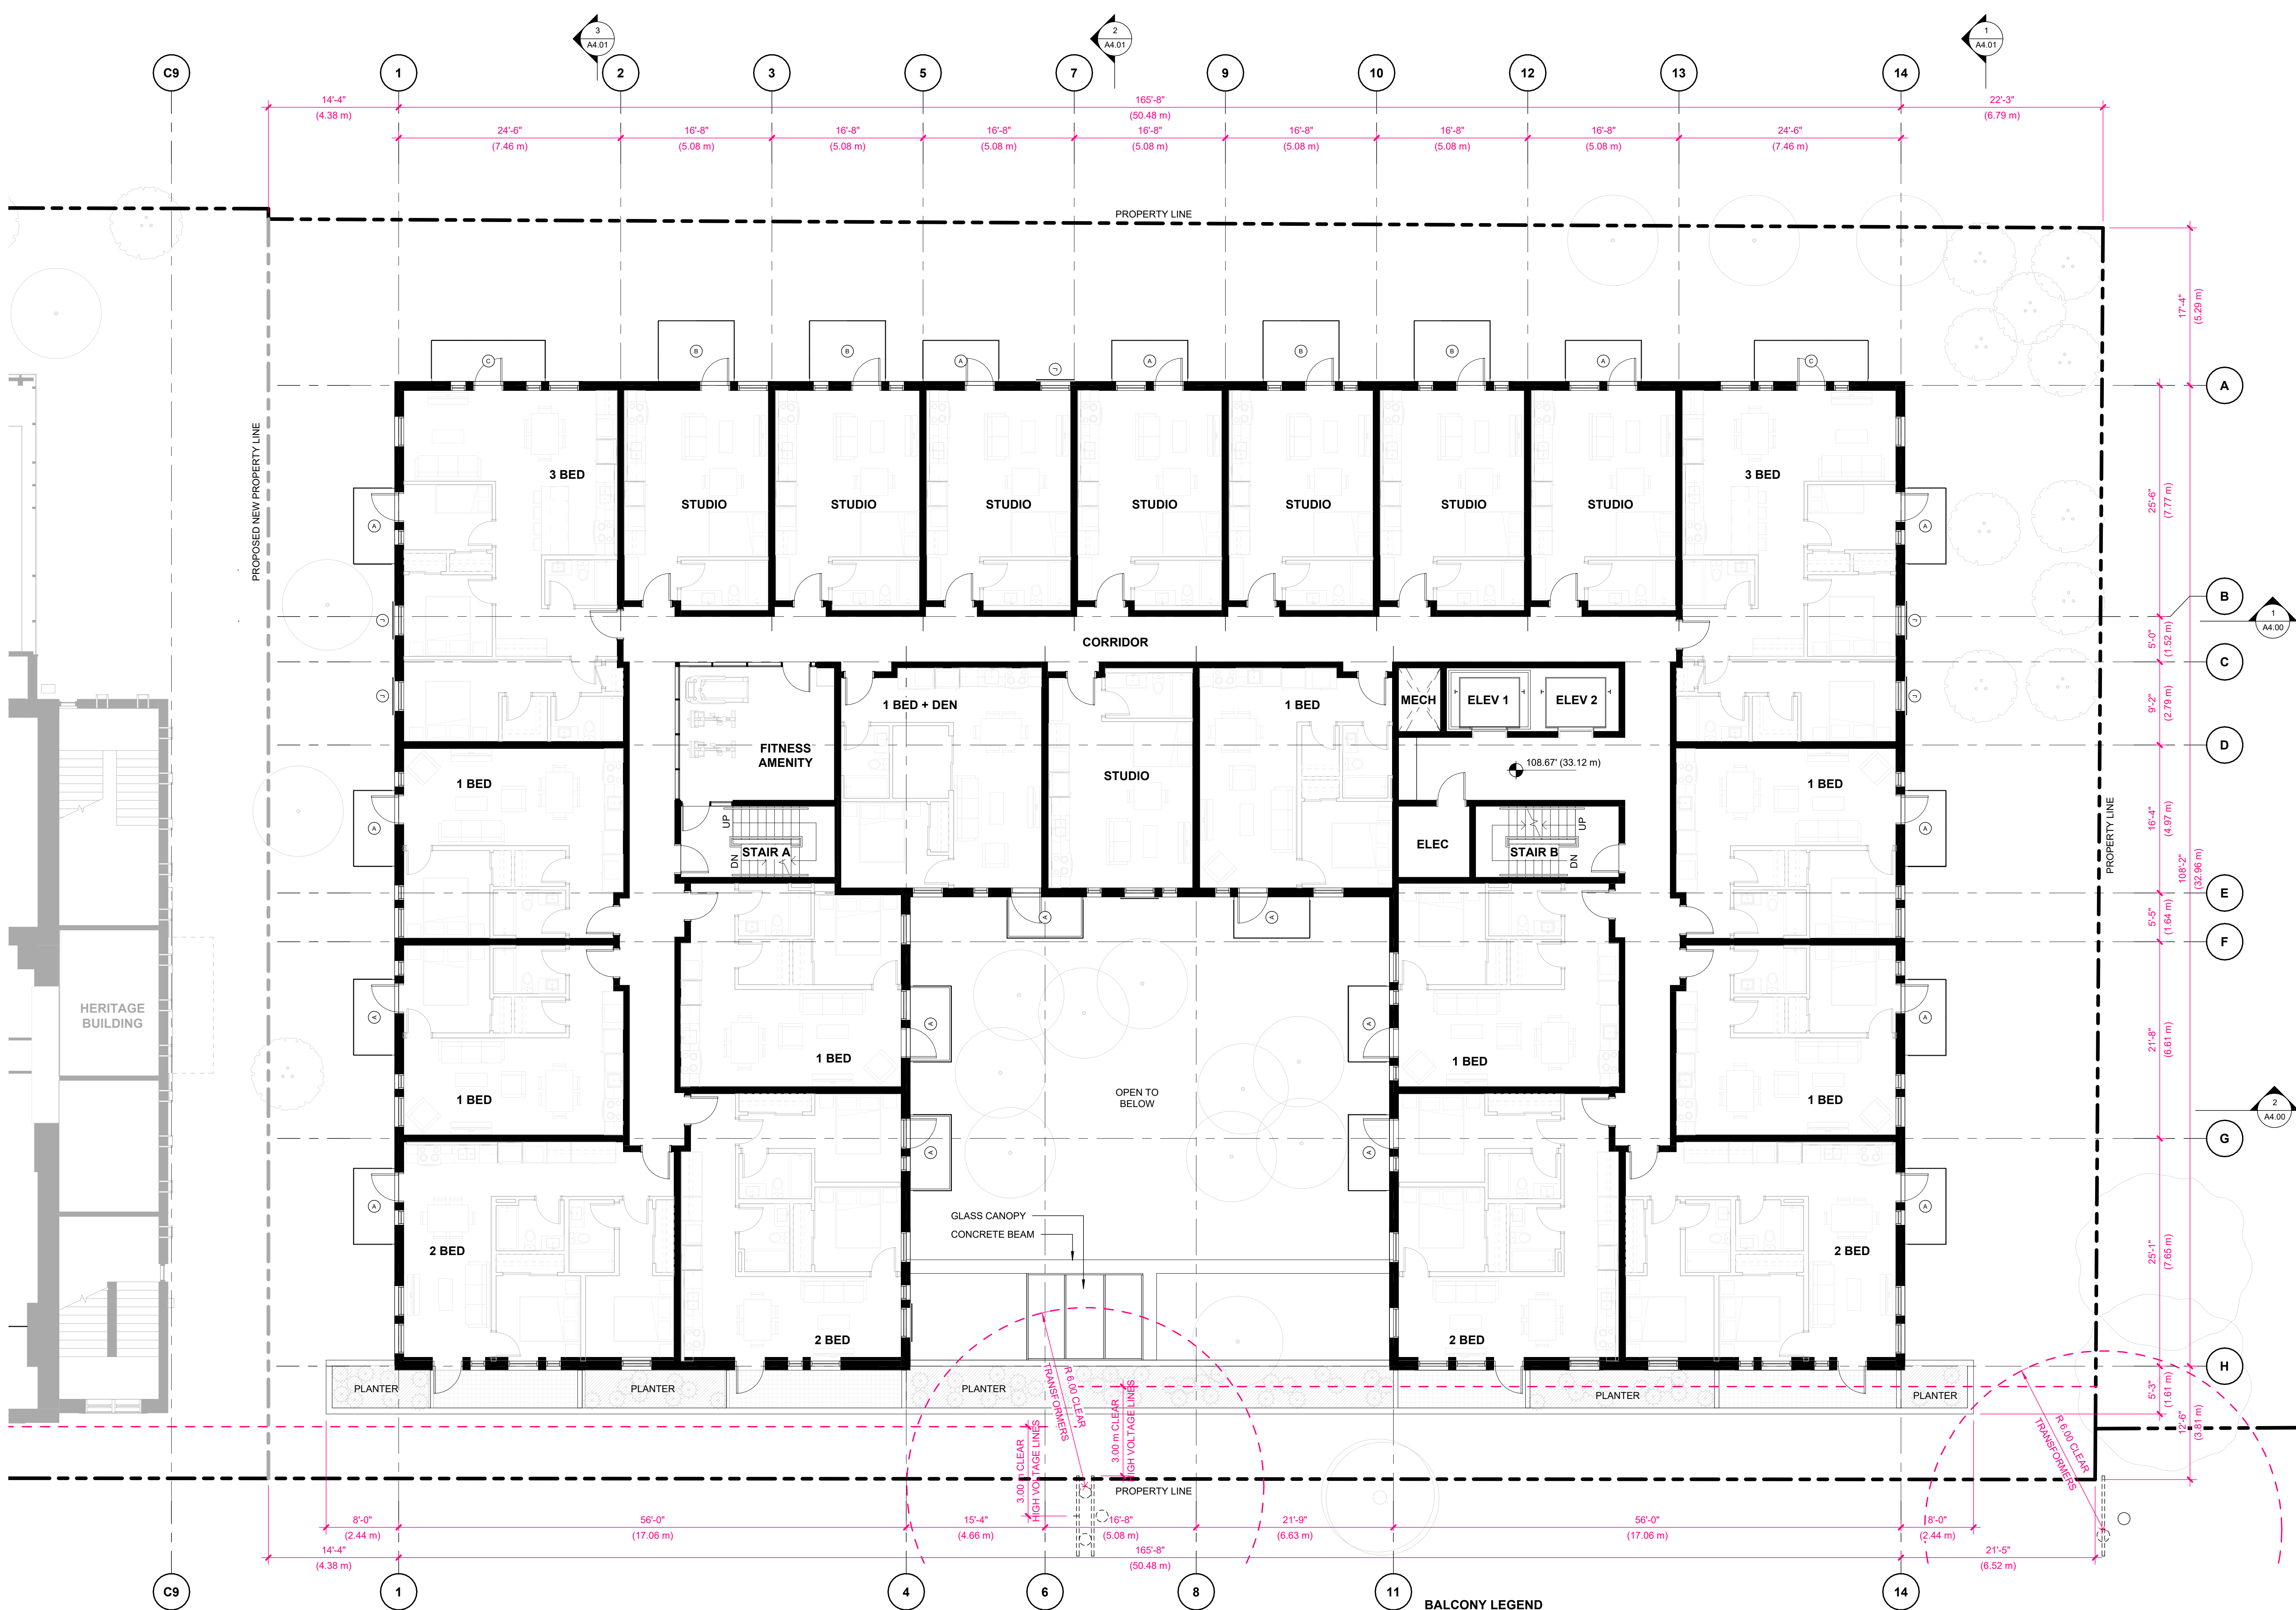 3
A4.01
2
A4.01
1
A4.01
C9
1
2
3
5
7
9
10
12
13
14
14'-4"
(4.38 m)
165'-8"
(50.48 m)
22'-3"
(6.79 m)
24'-6"
(7.46 m)
16'-8"
(5.08 m)
16'-8"
(5.08 m)
16'-8"
(5.08 m)
16'-8"
(5.08 m)
16'-8"
(5.08 m)
16'-8"
(5.08 m)
16'-8"
(5.08 m)
24'-6"
(7.46 m)
PROPERTY LINE
17'-4"
(5.29 m)
C
B
B
A
A
J
B
B
A
C
A
PROPOSED NEW PROPERTY LINE
3 BED
STUDIO
STUDIO
STUDIO
STUDIO
STUDIO
STUDIO
STUDIO
3 BED
A
A
25'-6"
(7.77 m)
B
1
A4.00
J
J
5'-0"
(1.52 m)
CORRIDOR
C
J
J
9'-2"
(2.79 m)
1 BED + DEN
1 BED
MECH
ELEV 1
ELEV 2
FITNESS
AMENITY
D
STUDIO
108.67' (33.12 m)
1 BED
1 BED
A
A
UP
DN
STAIR A
ELEC
STAIR B
UP
DN
16'-4"
(4.97 m)
PROPERTY LINE
108'-2"
(32.96 m)
E
A
A
5'-5"
(1.64 m)
F
HERITAGE
BUILDING
A
A
A
A
21'-8"
(6.61 m)
1 BED
1 BED
1 BED
1 BED
OPEN TO
BELOW
2
A4.00
G
A
A
A
A
GLASS CANOPY
CONCRETE BEAM
2 BED
2 BED
2 BED
2 BED
25'-1"
(7.65 m)
H
PLANTER
PLANTER
PLANTER
PLANTER
PLANTER
5'-3"
(1.61 m)
12'-6"
(3.81 m)
R 6.00 CLEAR
TRANSFORMERS
3.00 m CLEAR
HIGH VOLTAGE LINES
3.00 m CLEAR
HIGH VOLTAGE LINES
R 6.00 CLEAR
TRANSFORMERS
PROPERTY LINE
8'-0"
(2.44 m)
56'-0"
(17.06 m)
15'-4"
(4.66 m)
16'-8"
(5.08 m)
21'-9"
(6.63 m)
56'-0"
(17.06 m)
8'-0"
(2.44 m)
14'-4"
(4.38 m)
165'-8"
(50.48 m)
21'-5"
(6.52 m)
C9
1
4
6
8
11
14
BALCONY LEGEND